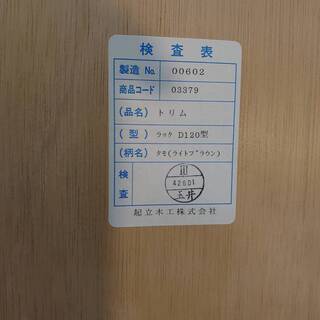 検査表
製造 No. 00602
商品コード 03379
(品名) トリム
(型) ラック D120型
(柄名) タモ(ライトブラウン)
検査
42601
玉井
起立木工株式会社